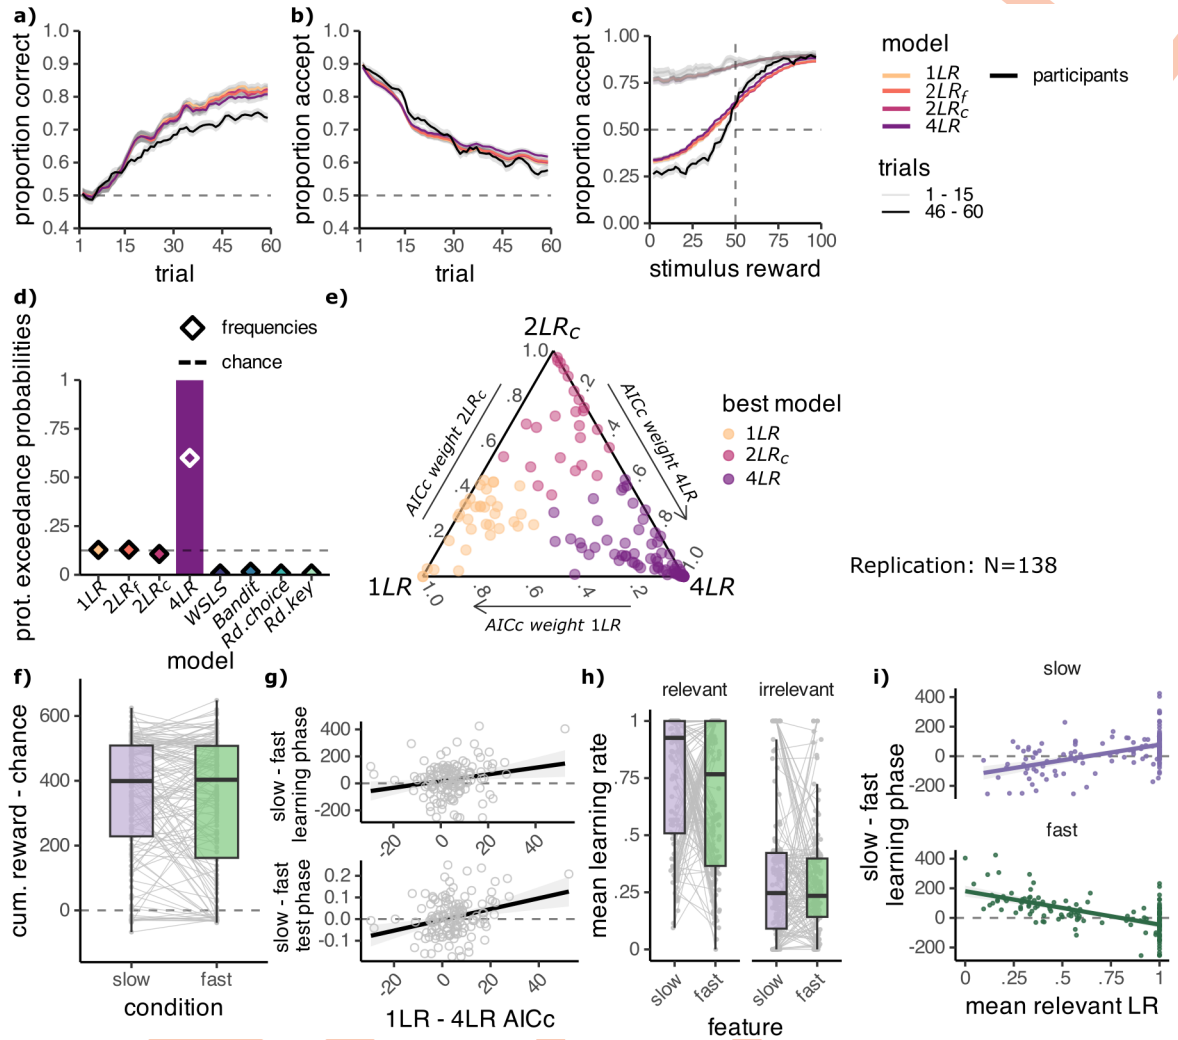 a)
proportion correct
1.0
0.9
0.8
0.7
0.6
0.5
0.4
1
15
30
45
60
trial
b)
proportion accept
1.0
0.9
0.8
0.7
0.6
0.5
0.4
1
15
30
45
60
trial
c)
proportion accept
1.00
0.75
0.50
0.25
0.00
0
25
50
75
100
stimulus reward
model
1LR
2LRf
2LRc
4LR
participants
trials
1 - 15
46 - 60
d)
prot. exceedance probabilities
frequencies
chance
1
.75
.50
.25
0
1LR
2LRf
2LRc
4LR
WSLS
Bandit
Rd.choice
Rd.key
model
e)
2LRc
1.0
.8
.6
.4
.2
AICc weight 2LRc
.2
.4
.6
.8
1.0
AICc weight 4LR
1LR
1.0
.8
.6
.4
.2
4LR
AICc weight 1LR
best model
1LR
2LRc
4LR
Replication: N=138
f)
cum. reward - chance
600
400
200
0
slow
fast
condition
g)
slow - fast
learning phase
400
200
0
-200
-20
0
20
40
slow - fast
test phase
0.2
0.1
0.0
-0.1
-20
0
20
40
1LR - 4LR AICc
h)
relevant
irrelevant
mean learning rate
1
.75
.5
.25
0
slow
fast
slow
fast
feature
i)
slow
slow - fast
learning phase
400
200
0
-200
fast
400
200
0
-200
0
.25
.5
.75
1
mean relevant LR